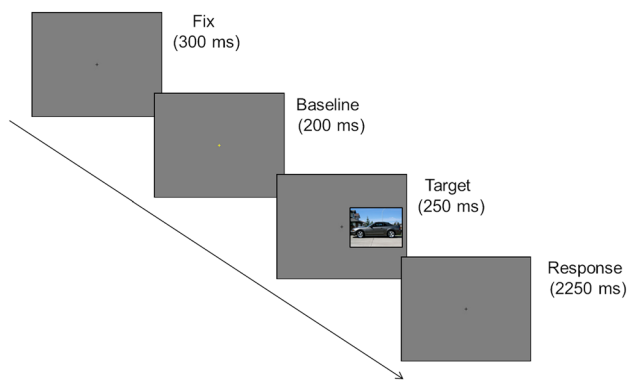 Fix
(300 ms)
Baseline
(200 ms)
Target
(250 ms)
Response
(2250 ms)